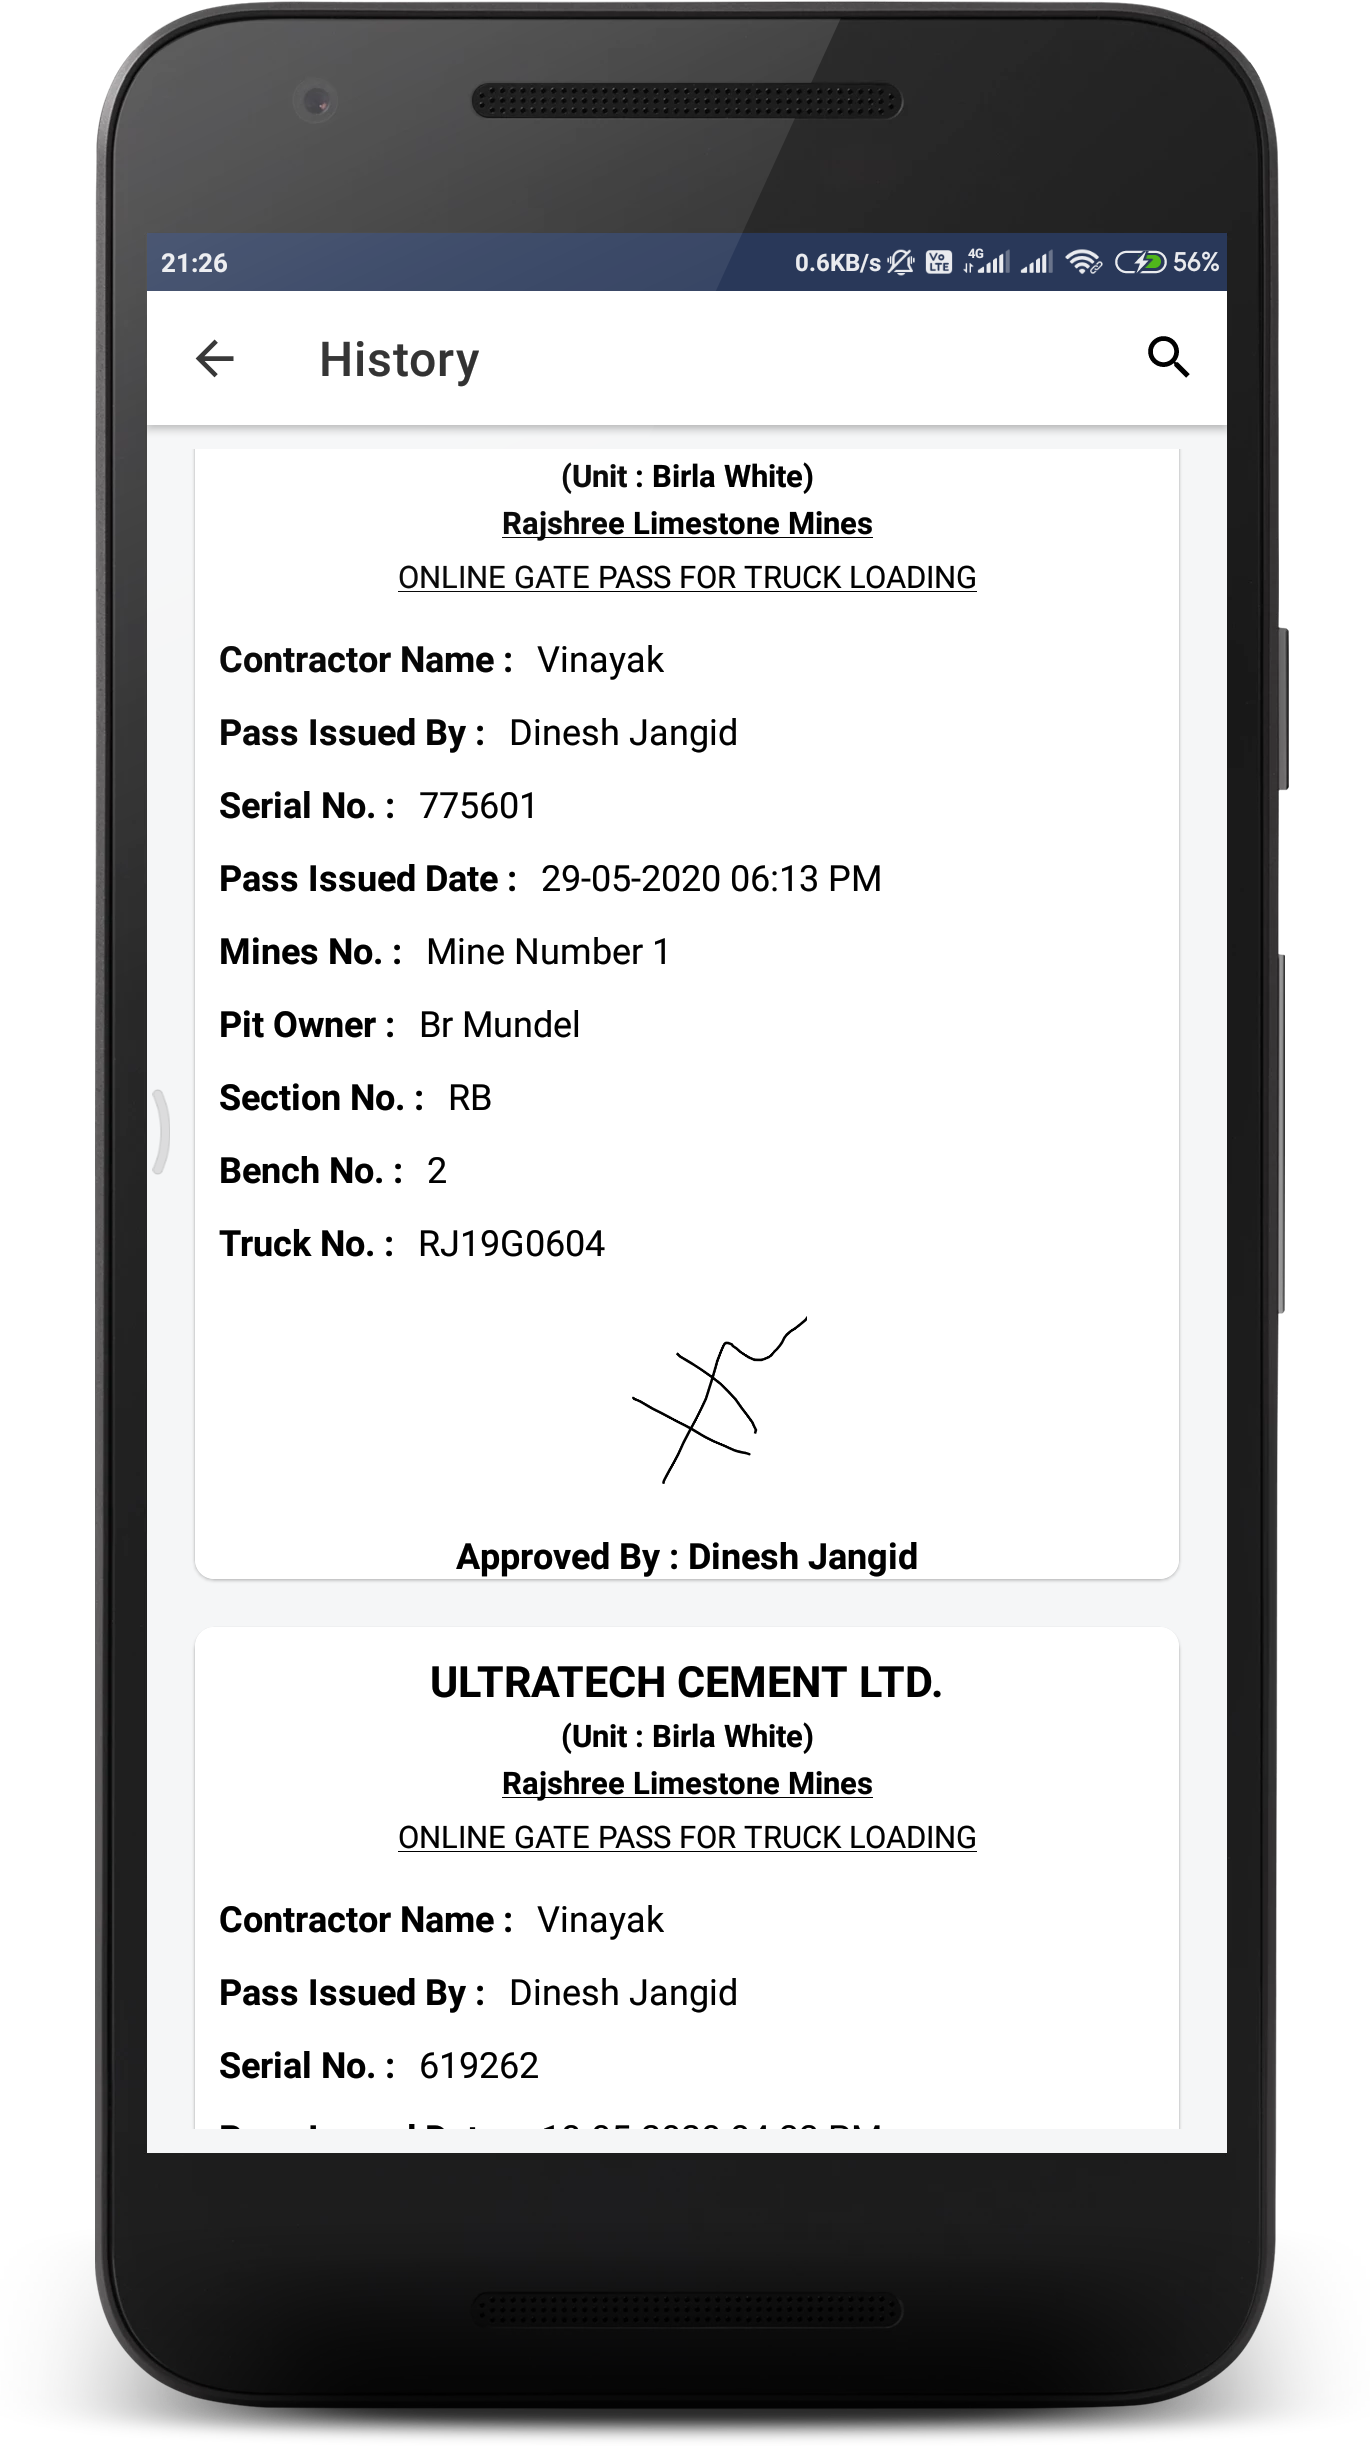 21:26 0.6KB/s Vo LTE 4G 56%
History
(Unit : Birla White)
Rajshree Limestone Mines
ONLINE GATE PASS FOR TRUCK LOADING
Contractor Name : Vinayak
Pass Issued By : Dinesh Jangid
Serial No. : 775601
Pass Issued Date : 29-05-2020 06:13 PM
Mines No. : Mine Number 1
Pit Owner : Br Mundel
Section No. : RB
Bench No. : 2
Truck No. : RJ19G0604
Approved By : Dinesh Jangid
ULTRATECH CEMENT LTD.
(Unit : Birla White)
Rajshree Limestone Mines
ONLINE GATE PASS FOR TRUCK LOADING
Contractor Name : Vinayak
Pass Issued By : Dinesh Jangid
Serial No. : 619262